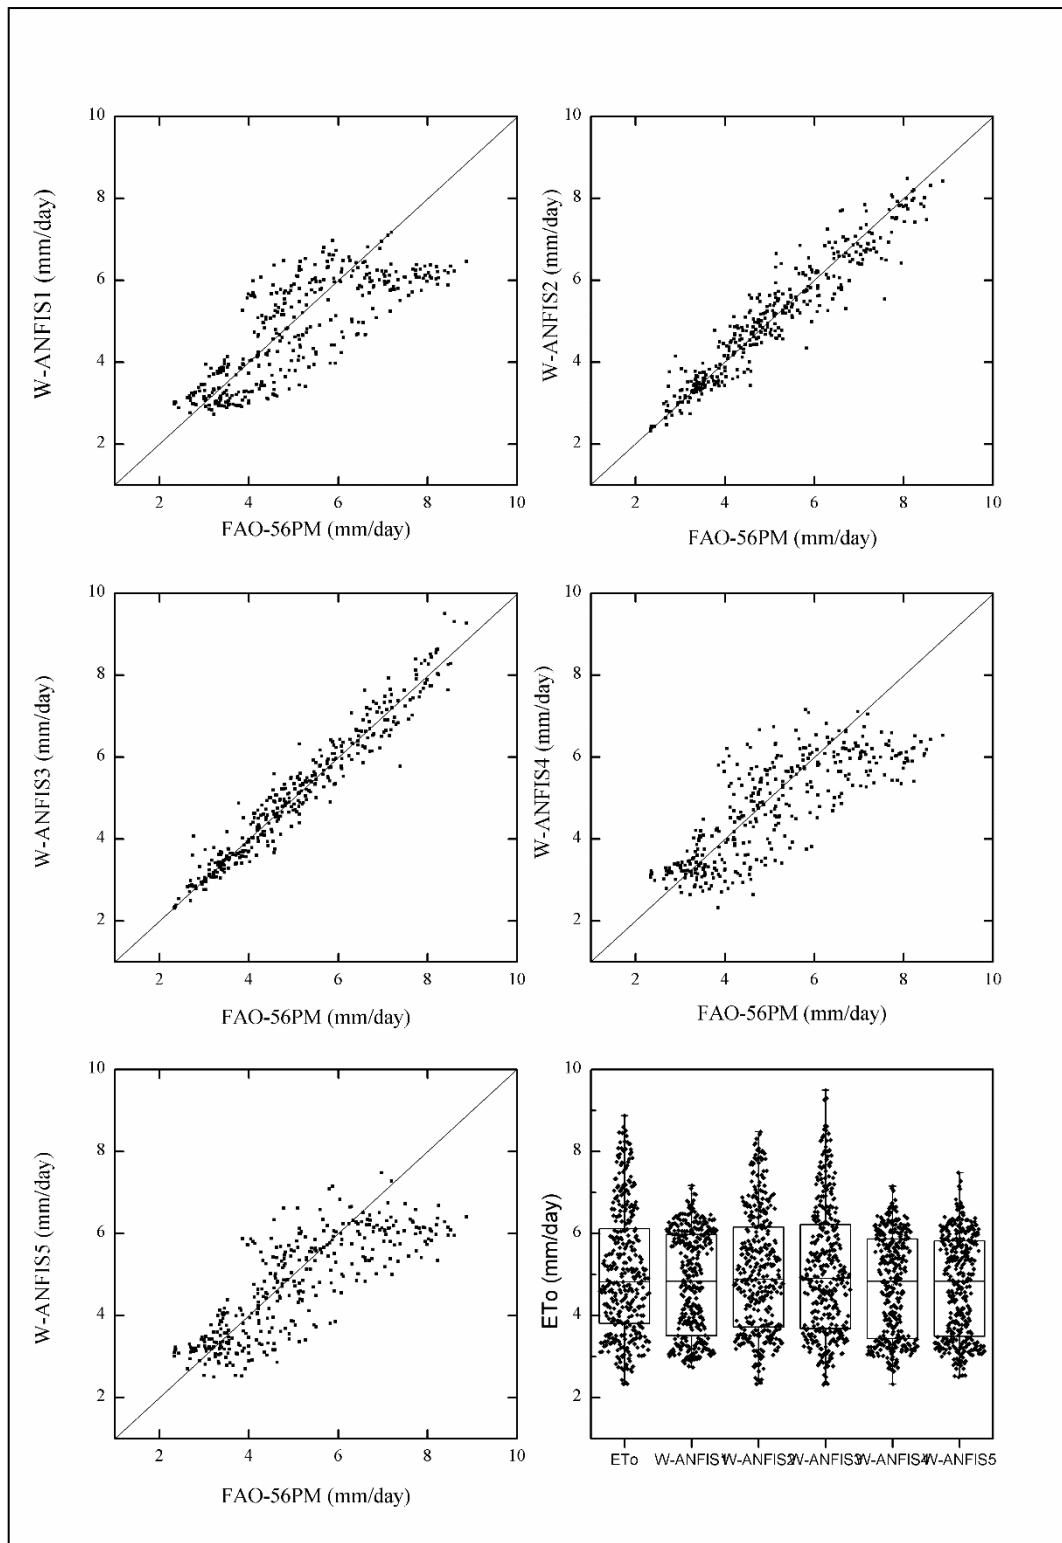 10
8
6
4
2
W-ANFIS1 (mm/day)
2 4 6 8 10
FAO-56PM (mm/day)
10
8
6
4
2
W-ANFIS2 (mm/day)
2 4 6 8 10
FAO-56PM (mm/day)
10
8
6
4
2
W-ANFIS3 (mm/day)
2 4 6 8 10
FAO-56PM (mm/day)
10
8
6
4
2
W-ANFIS4 (mm/day)
2 4 6 8 10
FAO-56PM (mm/day)
10
8
6
4
2
W-ANFIS5 (mm/day)
2 4 6 8 10
FAO-56PM (mm/day)
10
8
6
4
2
ETo (mm/day)
ETo W-ANFIS1 W-ANFIS2 W-ANFIS3 W-ANFIS4 W-ANFIS5